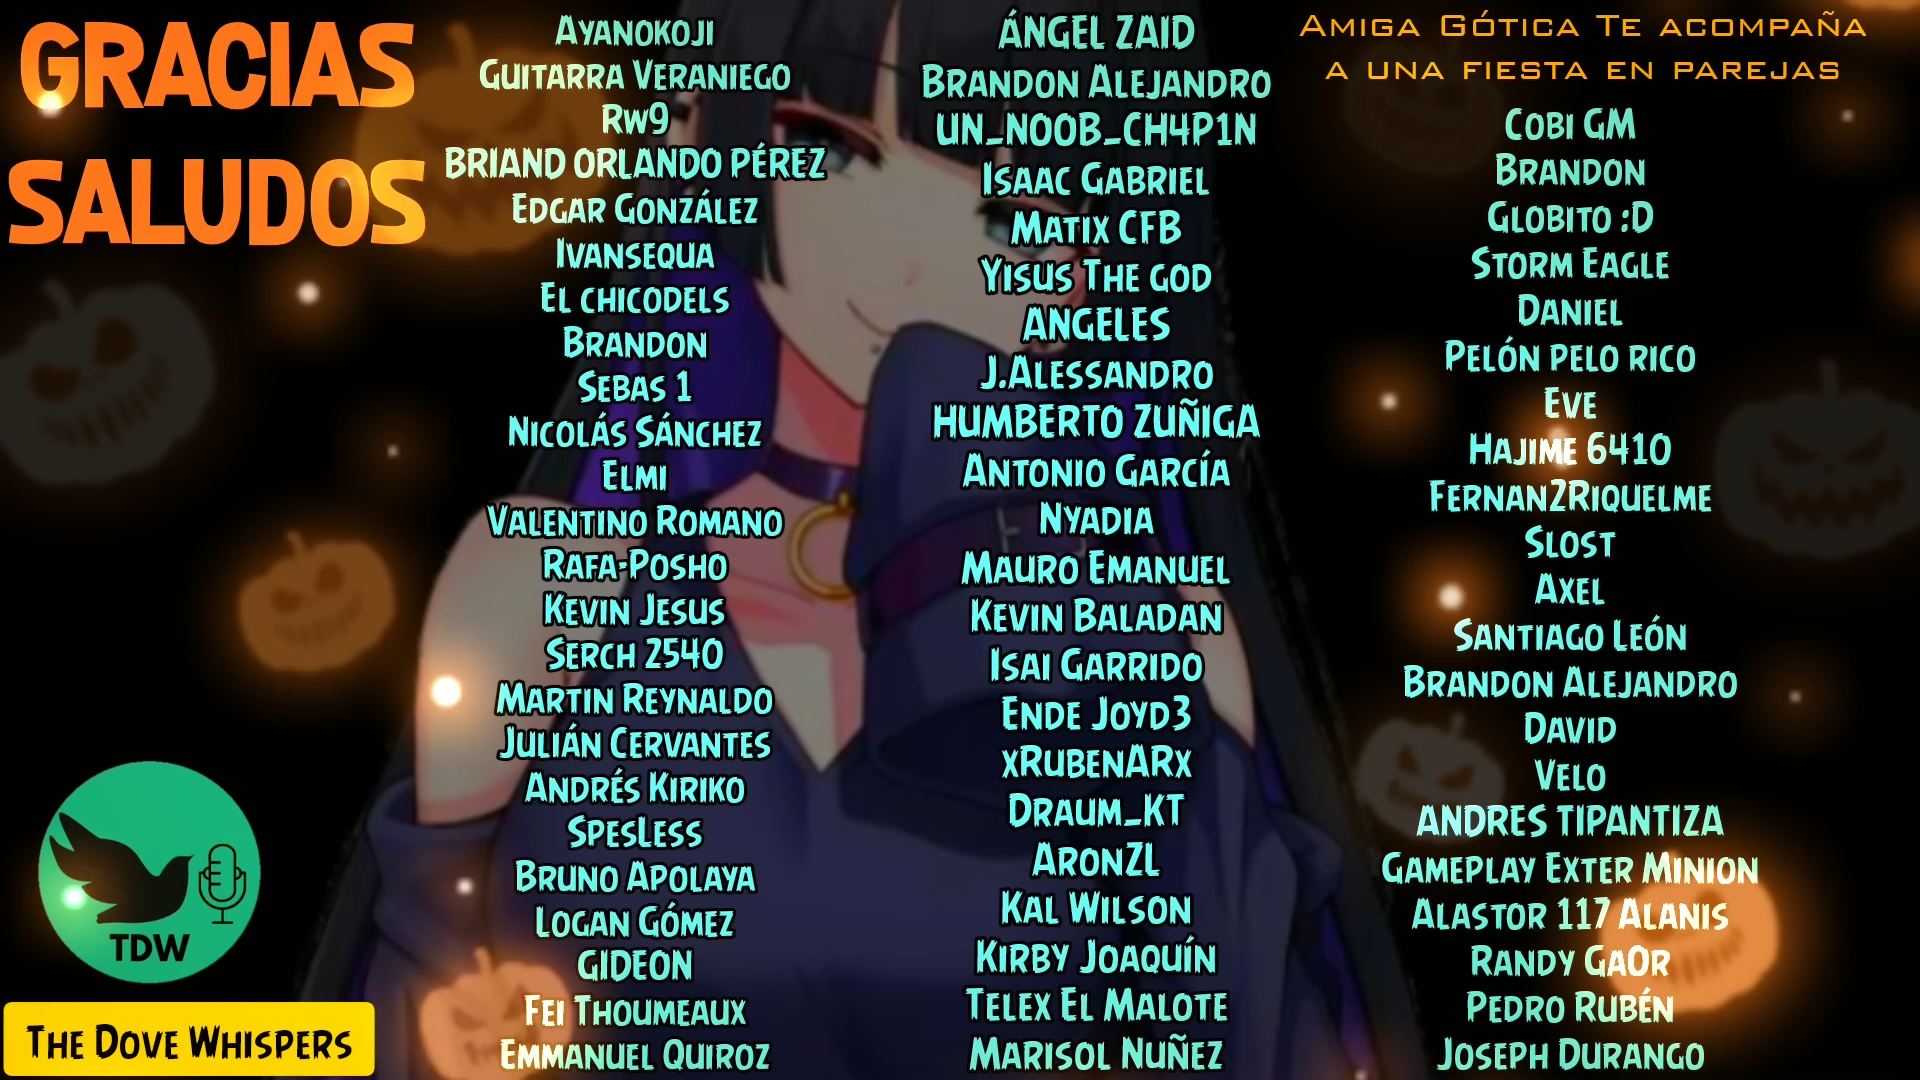 GRACIAS
SALUDOS
TDW
The Dove Whispers
Ayanokoji
Guitarra Veraniego
Rw9
BRIAND ORLANDO PÉREZ
Edgar González
Ivansequa
El chicodels
Brandon
Sebas 1
Nicolás Sánchez
Elmi
Valentino Romano
Rafa-Posho
Kevin Jesus
Serch 2540
Martin Reynaldo
Julián Cervantes
Andrés Kiriko
SpesLess
Bruno Apolaya
Logan Gómez
GIDEON
Fei Thoumeaux
Emmanuel Quiroz
ÁNGEL ZAID
Brandon Alejandro
UN_N00B_CH4P1N
Isaac Gabriel
Matix CFB
Yisus The god
ANGELES
J.Alessandro
HUMBERTO ZUÑIGA
Antonio García
Nyadia
Mauro Emanuel
Kevin Baladan
Isai Garrido
Ende Joyd3
xRubenARx
Draum_KT
AronZL
Kal Wilson
Kirby Joaquín
Telex El Malote
Marisol Nuñez
Amiga Gótica Te acompaña
a una fiesta en parejas
Cobi GM
Brandon
Globito :D
Storm Eagle
Daniel
Pelón pelo rico
Eve
Hajime 6410
Fernan2Riquelme
Slost
Axel
Santiago León
Brandon Alejandro
David
Velo
ANDRES TIPANTIZA
Gameplay Exter Minion
Alastor 117 Alanis
Randy GaOr
Pedro Rubén
Joseph Durango